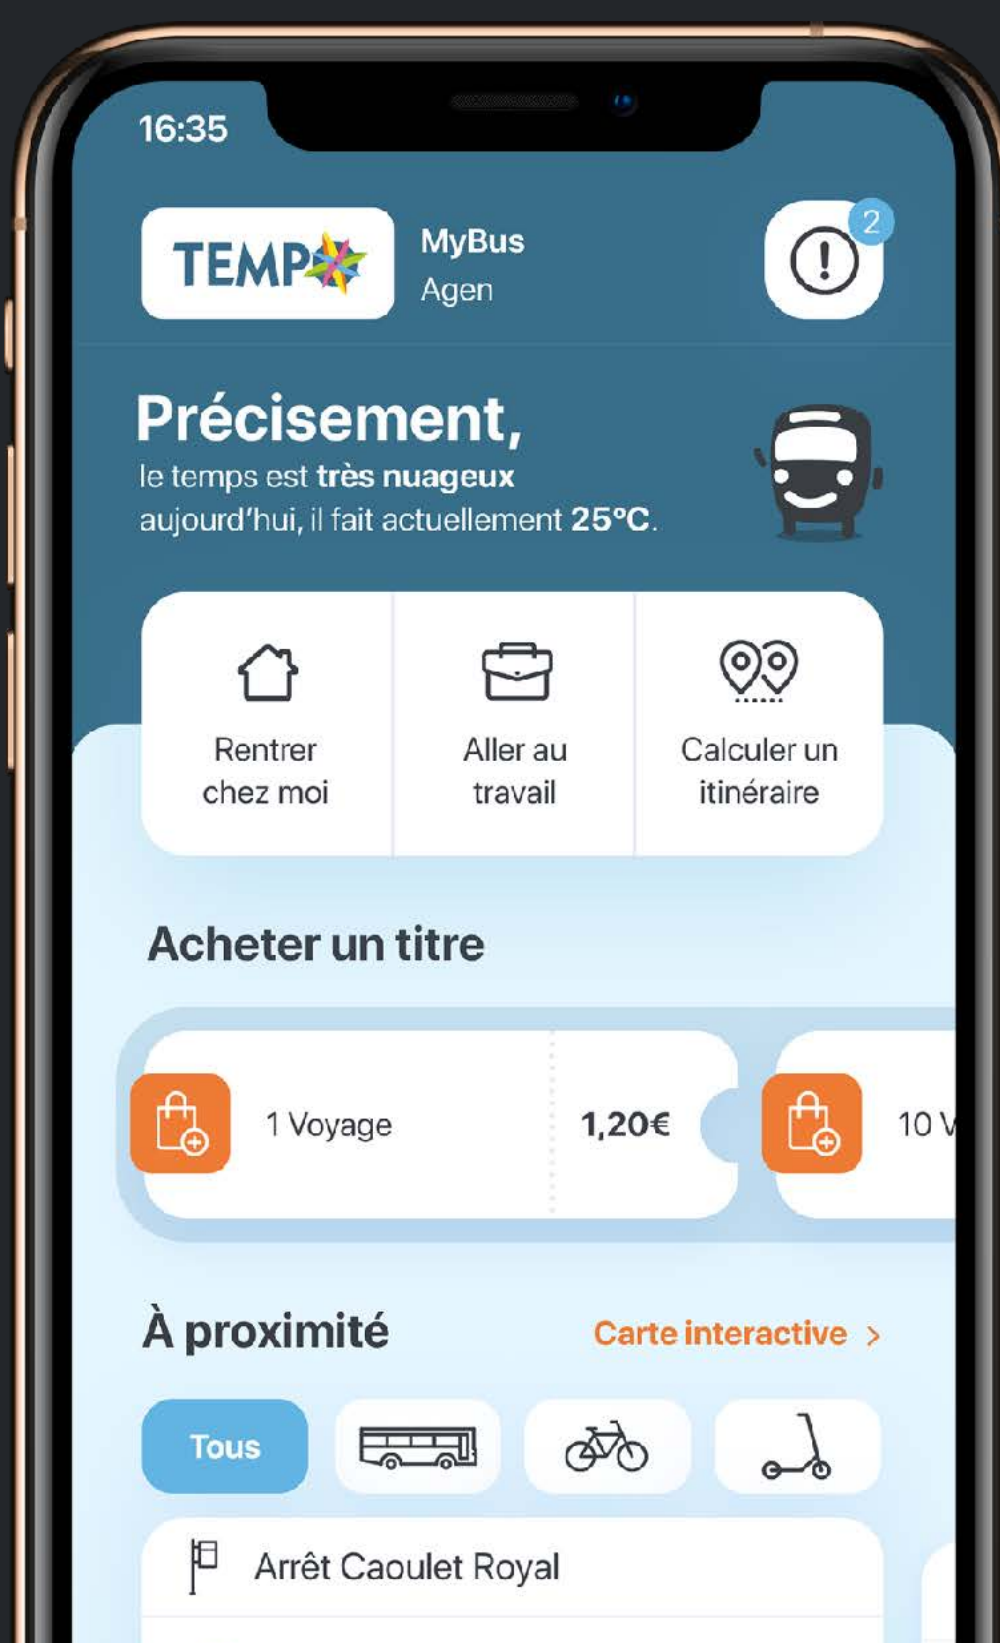 16:35
TEMPO
MyBus
Agen
2
Précisement,
le temps est très nuageux
aujourd'hui, il fait actuellement 25°C.
Rentrer
chez moi
Aller au
travail
Calculer un
itinéraire
Acheter un titre
1 Voyage
1,20€
10 V
À proximité
Carte interactive >
Tous
Arrêt Caoulet Royal